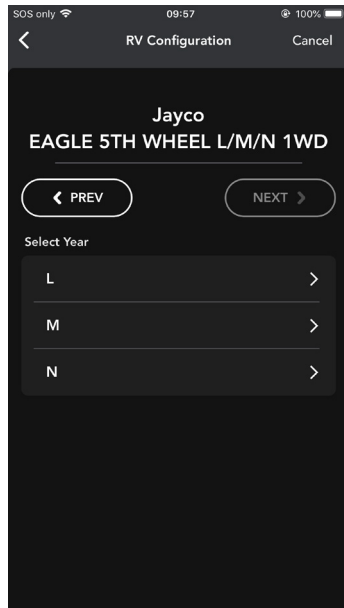 SOS only 09:57 100%
RV Configuration Cancel
Jayco
EAGLE 5TH WHEEL L/M/N 1WD
PREV NEXT
Select Year
L
M
N